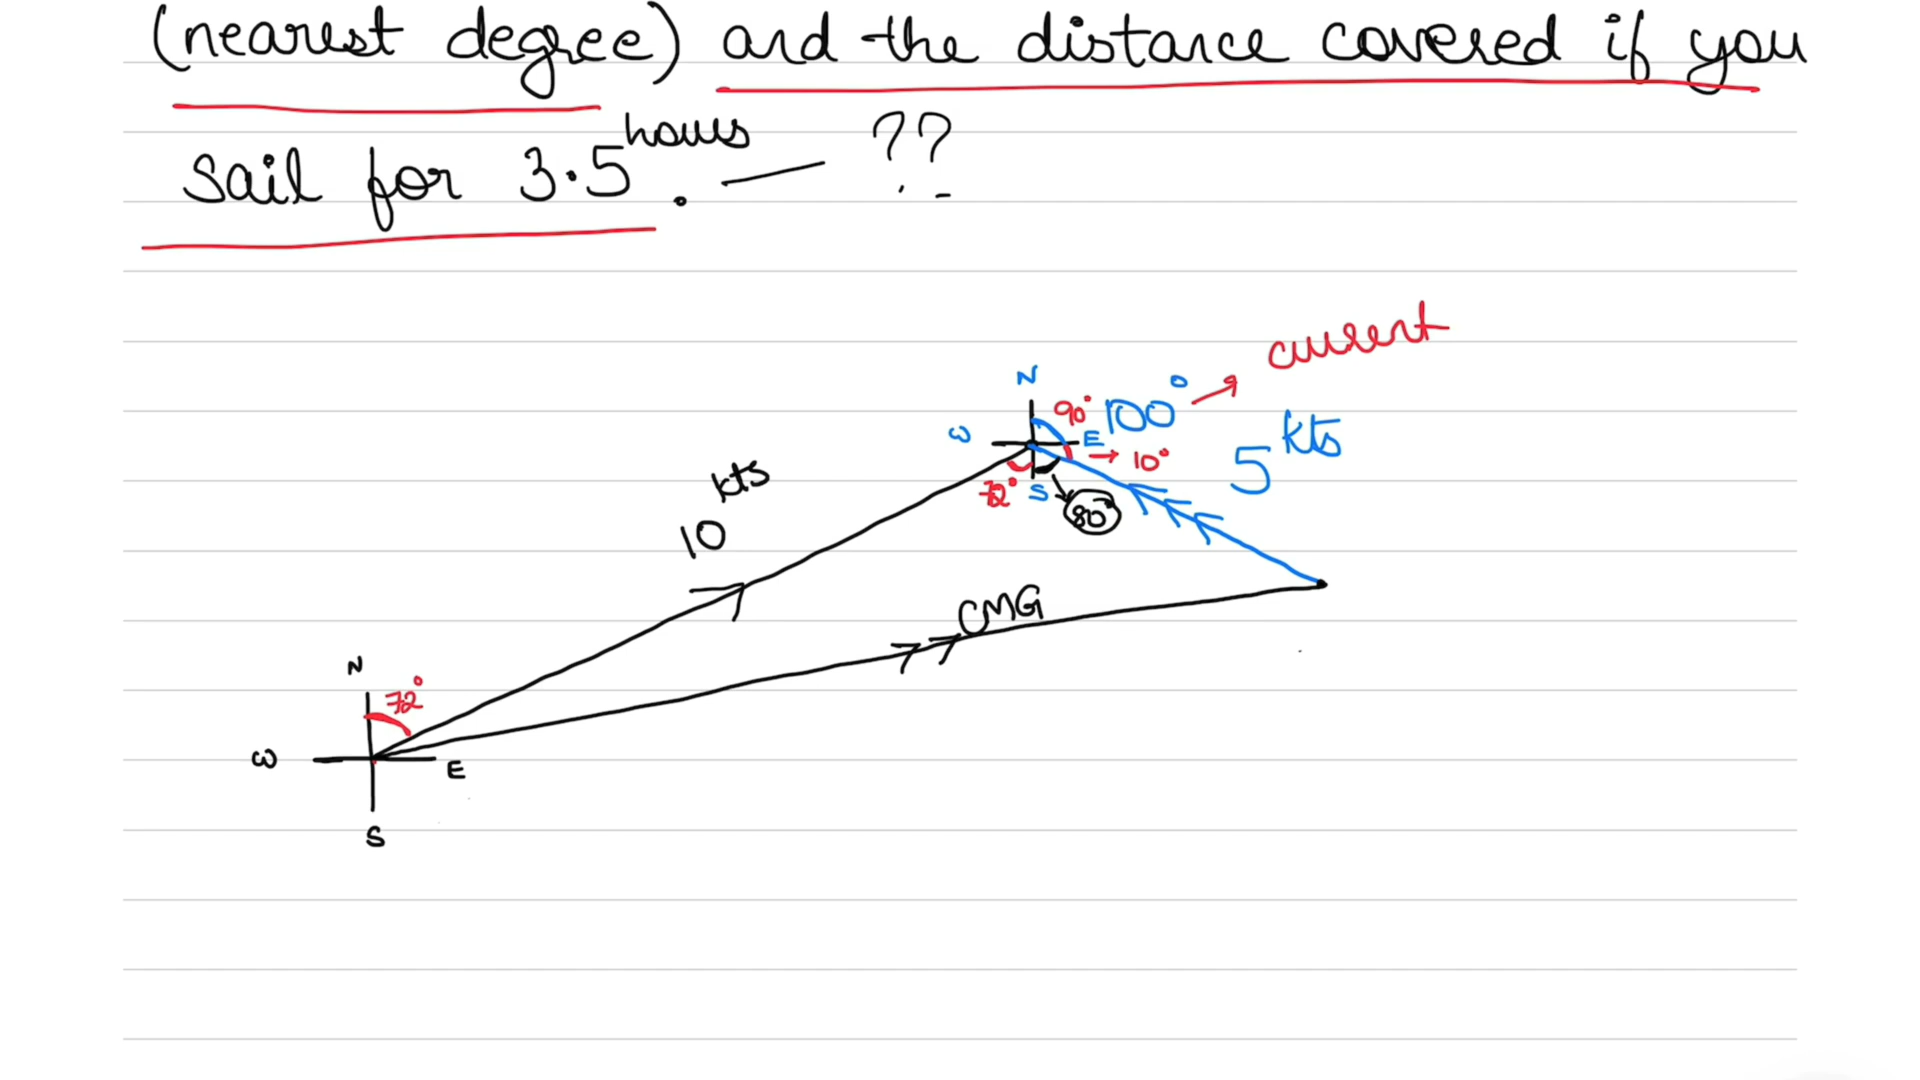 (nearest degree) and the distance covered if you
sail for 3.5 hours. — ??
current
N
90° 100°
W E 5 kts
→ 10°
72° S
80°
10 kts
CMG
N
72°
W E
S